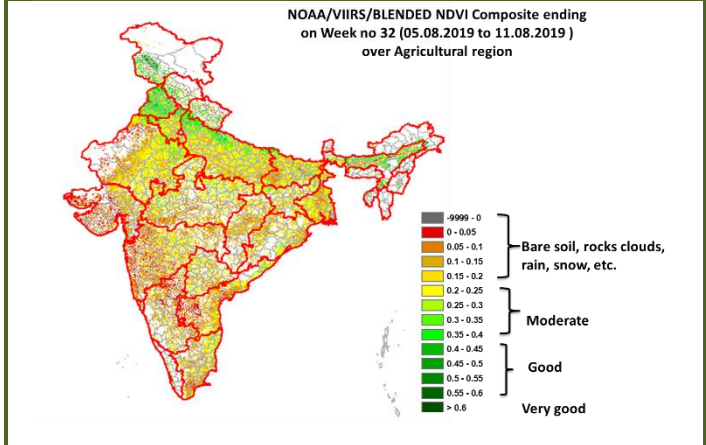 NOAA/VIIRS/BLENDED NDVI Composite ending
on Week no 32 (05.08.2019 to 11.08.2019 )
over Agricultural region
-9999 - 0
0 - 0.05
0.05 - 0.1
0.1 - 0.15
0.15 - 0.2
0.2 - 0.25
0.25 - 0.3
0.3 - 0.35
0.35 - 0.4
0.4 - 0.45
0.45 - 0.5
0.5 - 0.55
0.55 - 0.6
> 0.6
Bare soil, rocks clouds,
rain, snow, etc.
Moderate
Good
Very good